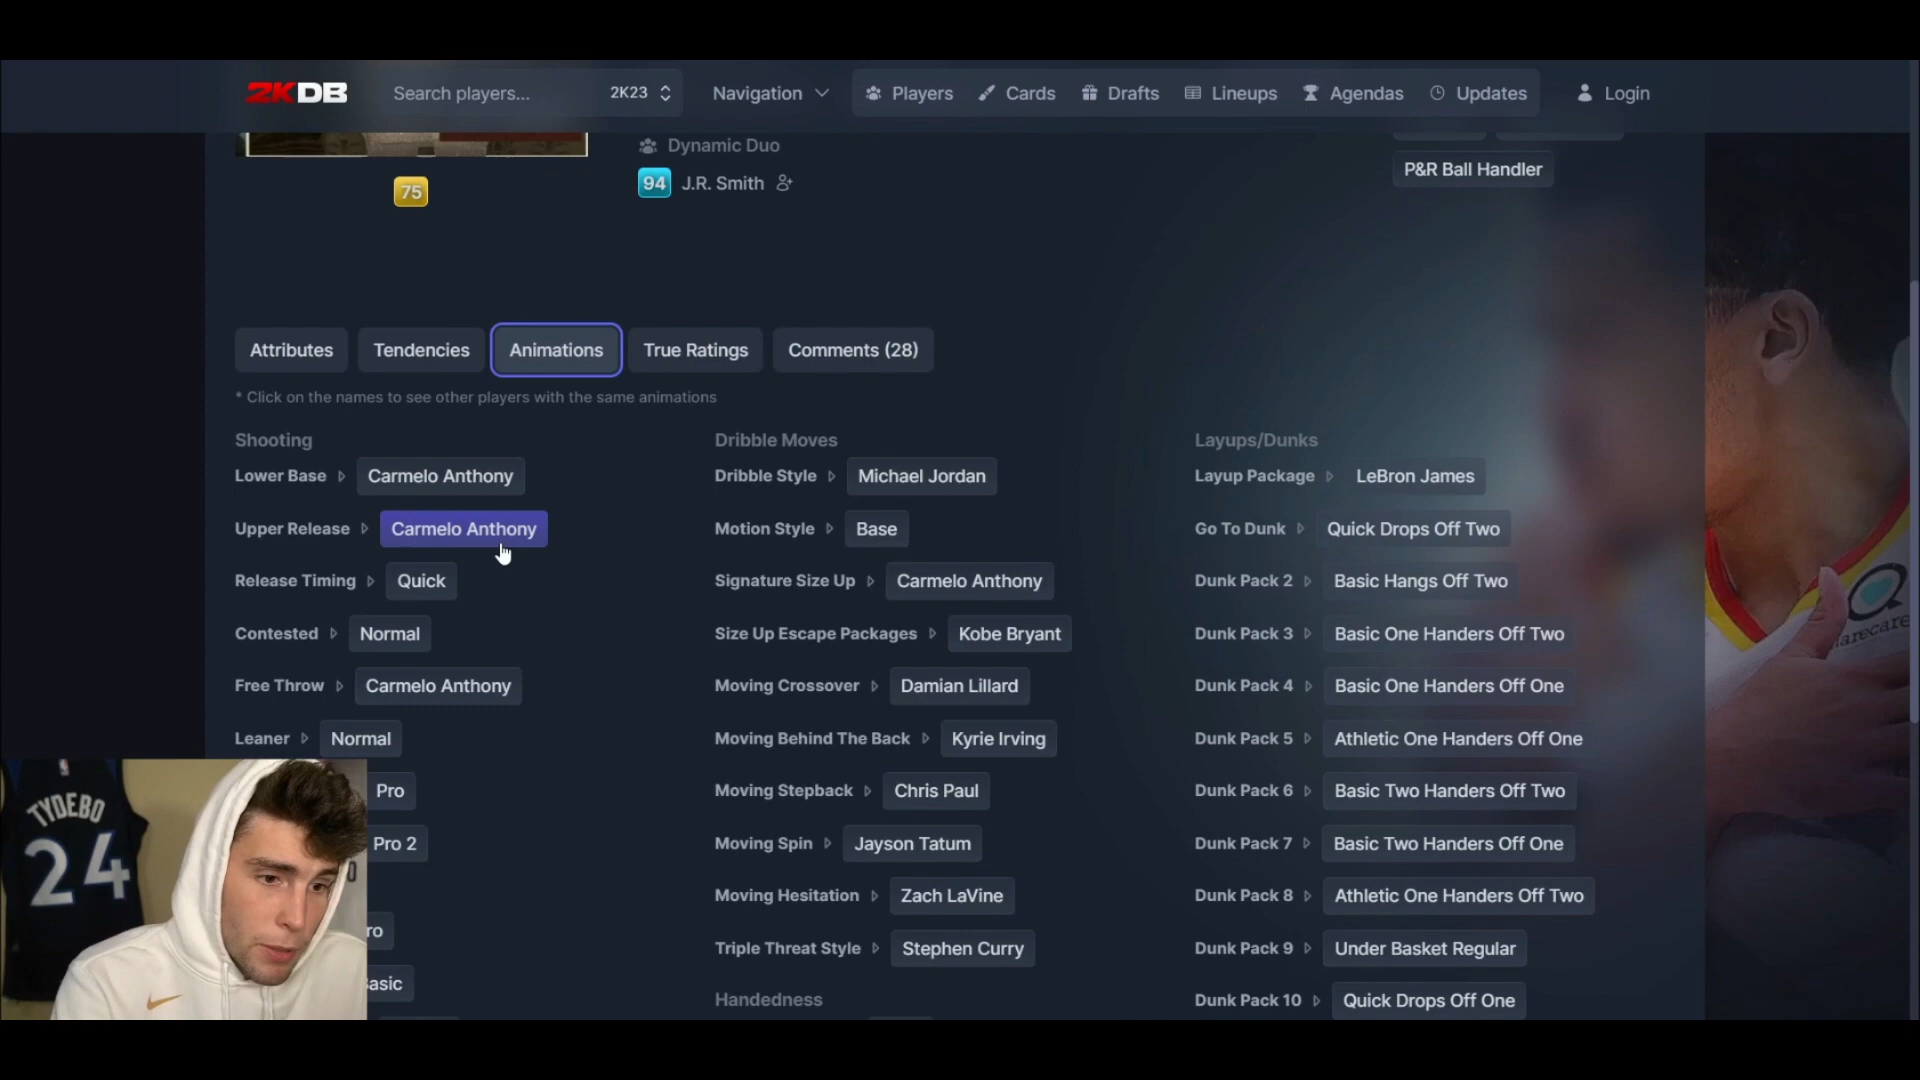 2KDB Search players... 2K23 Navigation Players Cards Drafts Lineups Agendas Updates Login
Dynamic Duo
P&R Ball Handler
75
94 J.R. Smith
Attributes Tendencies Animations True Ratings Comments (28)
* Click on the names to see other players with the same animations
Shooting
Lower Base Carmelo Anthony
Upper Release Carmelo Anthony
Release Timing Quick
Contested Normal
Free Throw Carmelo Anthony
Leaner Normal
Pro
Pro 2
ro
asic
Dribble Moves
Dribble Style Michael Jordan
Motion Style Base
Signature Size Up Carmelo Anthony
Size Up Escape Packages Kobe Bryant
Moving Crossover Damian Lillard
Moving Behind The Back Kyrie Irving
Moving Stepback Chris Paul
Moving Spin Jayson Tatum
Moving Hesitation Zach LaVine
Triple Threat Style Stephen Curry
Handedness
Layups/Dunks
Layup Package LeBron James
Go To Dunk Quick Drops Off Two
Dunk Pack 2 Basic Hangs Off Two
Dunk Pack 3 Basic One Handers Off Two
Dunk Pack 4 Basic One Handers Off One
Dunk Pack 5 Athletic One Handers Off One
Dunk Pack 6 Basic Two Handers Off Two
Dunk Pack 7 Basic Two Handers Off One
Dunk Pack 8 Athletic One Handers Off Two
Dunk Pack 9 Under Basket Regular
Dunk Pack 10 Quick Drops Off One
arecare
TYDEBO
24